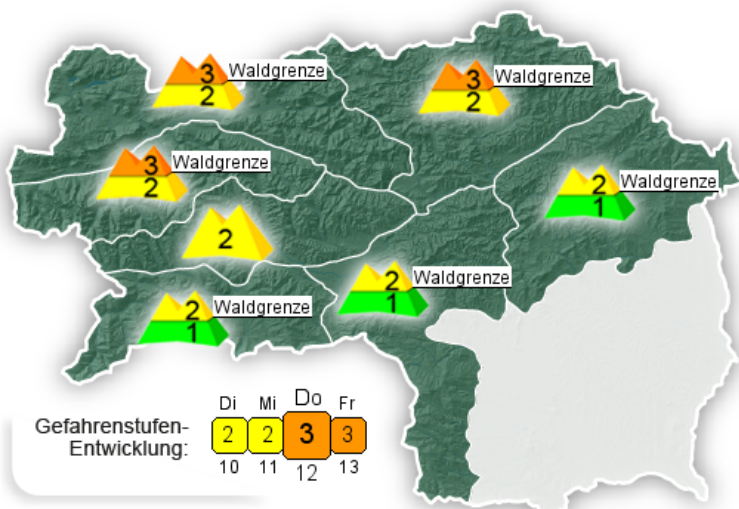 3 Waldgrenze
2
3 Waldgrenze
2
3 Waldgrenze
2
2 Waldgrenze
1
2
2 Waldgrenze
1
2 Waldgrenze
1
Gefahrenstufen-
Entwicklung:
Di Mi Do Fr
2 2 3 3
10 11 12 13